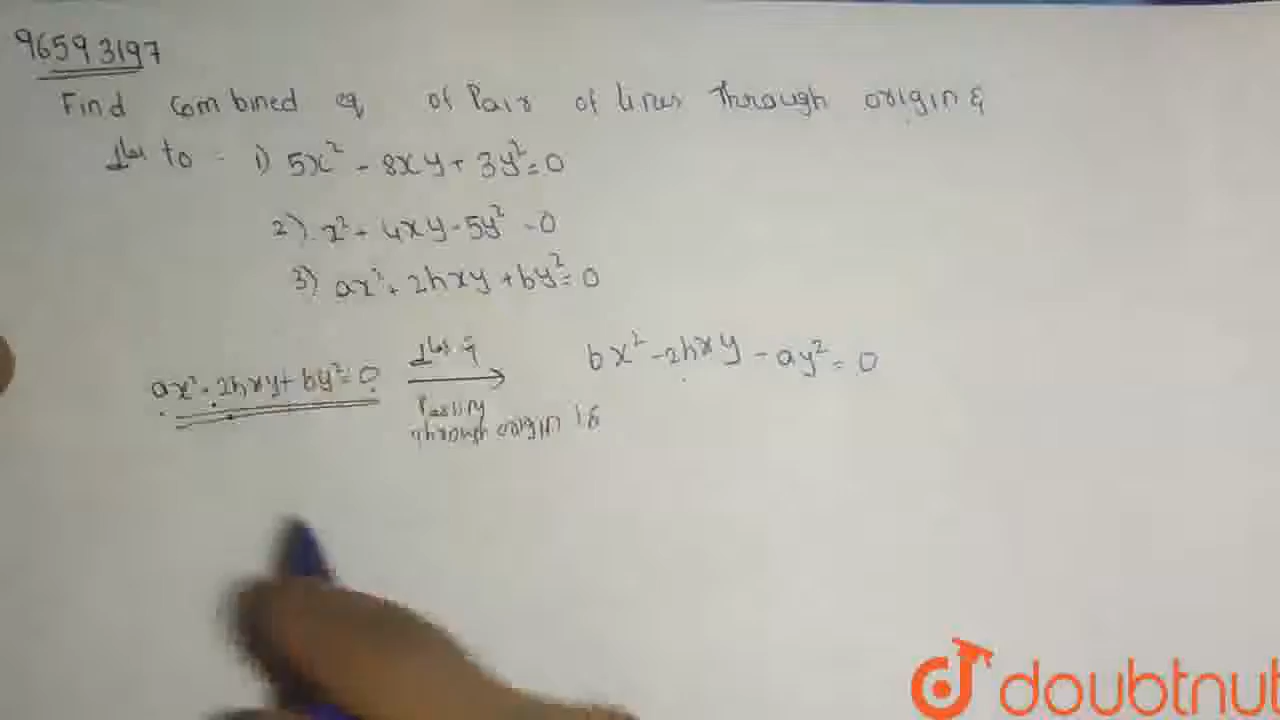 96593197
Find combined eq of Pair of lines Through origin &
⊥lar to - 1) 5x² - 8xy + 3y² = 0
2) x² + 4xy - 5y² = 0
3) ax² + 2hxy + by² = 0
ax² + 2hxy + by² = 0 ⊥lar & Passing through origin is bx² - 2hxy - ay² = 0
doubtnut